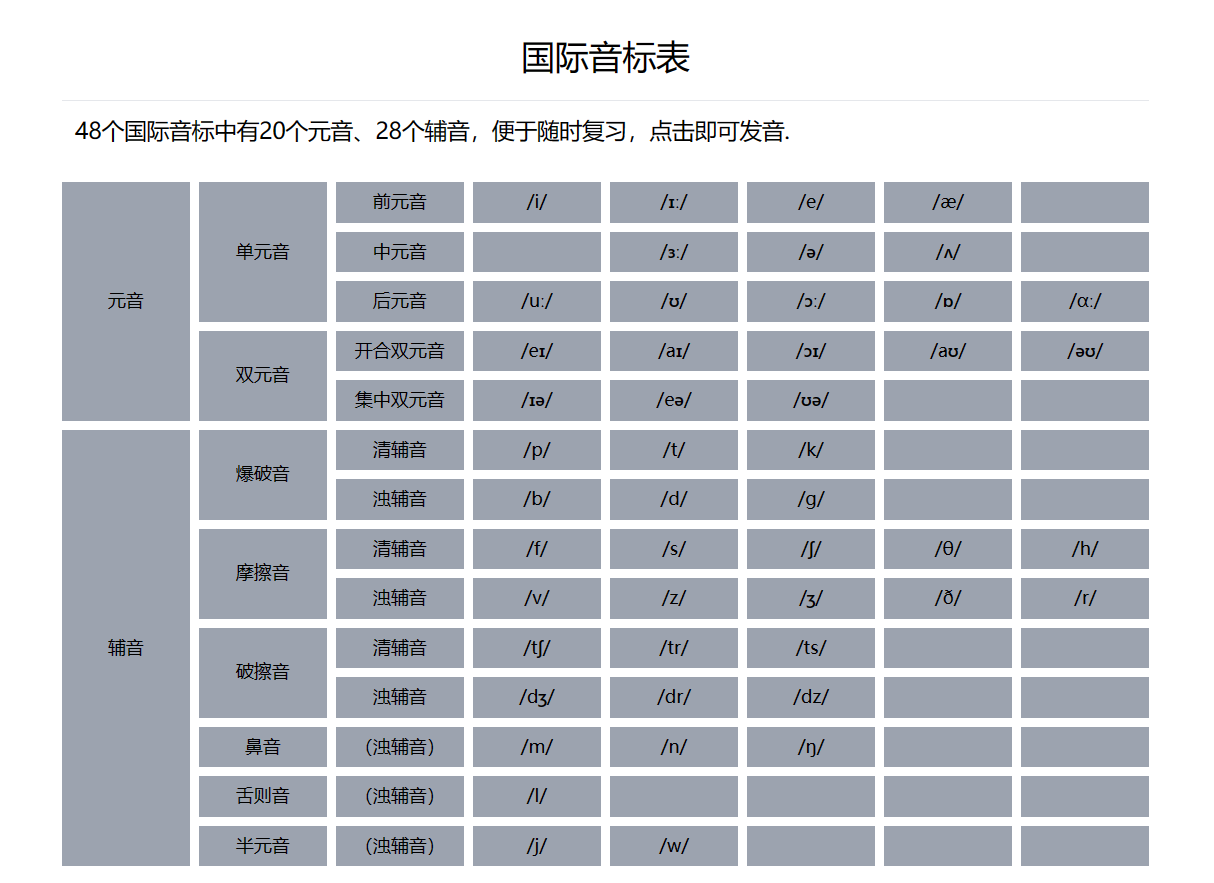 国际音标表
48个国际音标中有20个元音、28个辅音，便于随时复习，点击即可发音.
元音 单元音 前元音 /i/ /ɪː/ /e/ /æ/
中元音 /ɜː/ /ə/ /ʌ/
后元音 /uː/ /ʊ/ /ɔː/ /ɒ/ /ɑː/
双元音 开合双元音 /eɪ/ /aɪ/ /ɔɪ/ /aʊ/ /əʊ/
集中双元音 /ɪə/ /eə/ /ʊə/
辅音 爆破音 清辅音 /p/ /t/ /k/
浊辅音 /b/ /d/ /g/
摩擦音 清辅音 /f/ /s/ /ʃ/ /θ/ /h/
浊辅音 /v/ /z/ /ʒ/ /ð/ /r/
破擦音 清辅音 /tʃ/ /tr/ /ts/
浊辅音 /dʒ/ /dr/ /dz/
鼻音 （浊辅音） /m/ /n/ /ŋ/
舌则音 （浊辅音） /l/
半元音 （浊辅音） /j/ /w/